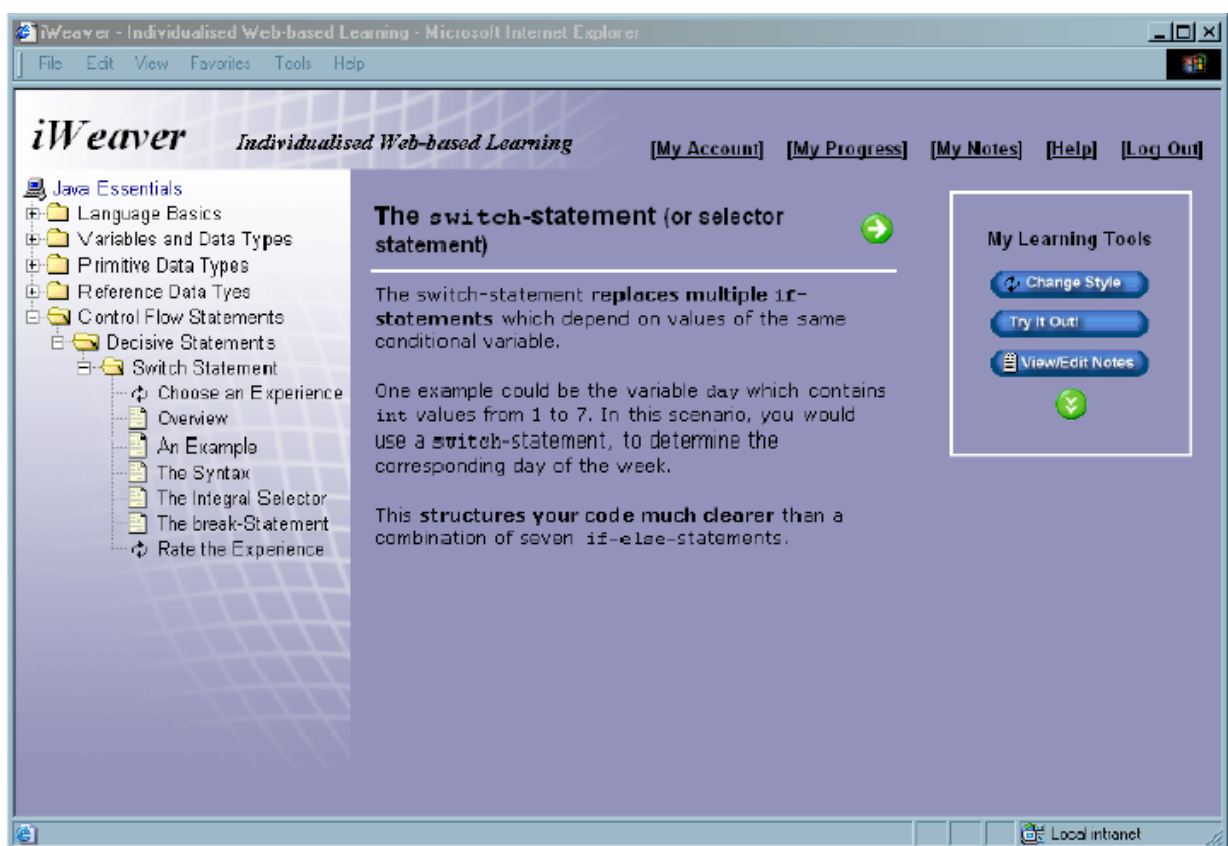 iWeaver - Individualised Web-based Learning - Microsoft Internet Explorer
File Edit View Favorites Tools Help
iWeaver Individualised Web-based Learning
[My Account] [My Progress] [My Notes] [Help] [Log Out]
Java Essentials
Language Basics
Variables and Data Types
Primitive Data Types
Reference Data Tyes
Control Flow Statements
Decisive Statements
Switch Statement
Choose an Experience
Overview
An Example
The Syntax
The Integral Selector
The break-Statement
Rate the Experience
The switch-statement (or selector
statement)
The switch-statement replaces multiple if-
statements which depend on values of the same
conditional variable.
One example could be the variable day which contains
int values from 1 to 7. In this scenario, you would
use a switch-statement, to determine the
corresponding day of the week.
This structures your code much clearer than a
combination of seven if-else-statements.
My Learning Tools
Change Style
Try It Out!
View/Edit Notes
Local intranet